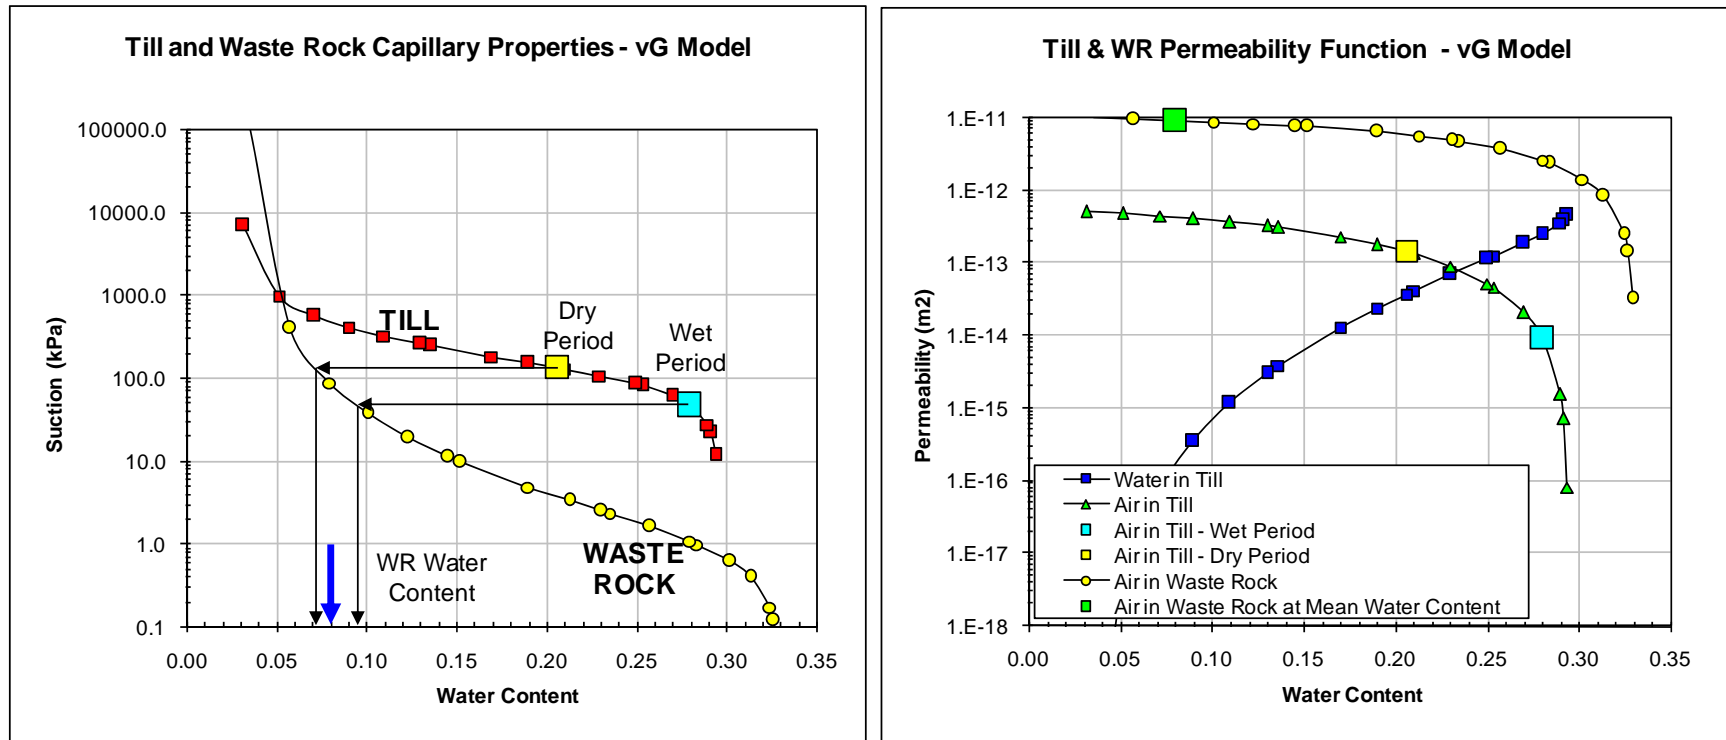 Till and Waste Rock Capillary Properties - vG Model
100000.0
10000.0
1000.0
100.0
10.0
1.0
0.1
Suction (kPa)
TILL
Dry
Period
Wet
Period
WR Water
Content
WASTE
ROCK
0.00 0.05 0.10 0.15 0.20 0.25 0.30 0.35
Water Content
Till & WR Permeability Function - vG Model
1.E-11
1.E-12
1.E-13
1.E-14
1.E-15
1.E-16
1.E-17
1.E-18
Permeability (m2)
Water in Till
Air in Till
Air in Till - Wet Period
Air in Till - Dry Period
Air in Waste Rock
Air in Waste Rock at Mean Water Content
0.00 0.05 0.10 0.15 0.20 0.25 0.30 0.35
Water Content